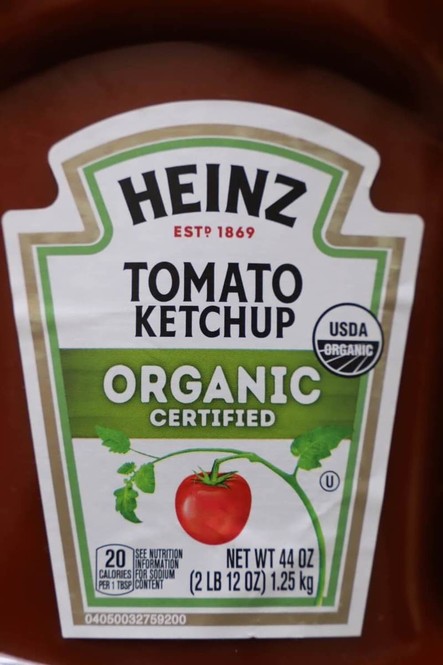 HEINZ
ESTD 1869
TOMATO
KETCHUP
USDA
ORGANIC
ORGANIC
CERTIFIED
U
20
CALORIES
PER 1 TBSP
SEE NUTRITION
INFORMATION
FOR SODIUM
CONTENT
NET WT 44 OZ
(2 LB 12 OZ) 1.25 kg
04050032759200